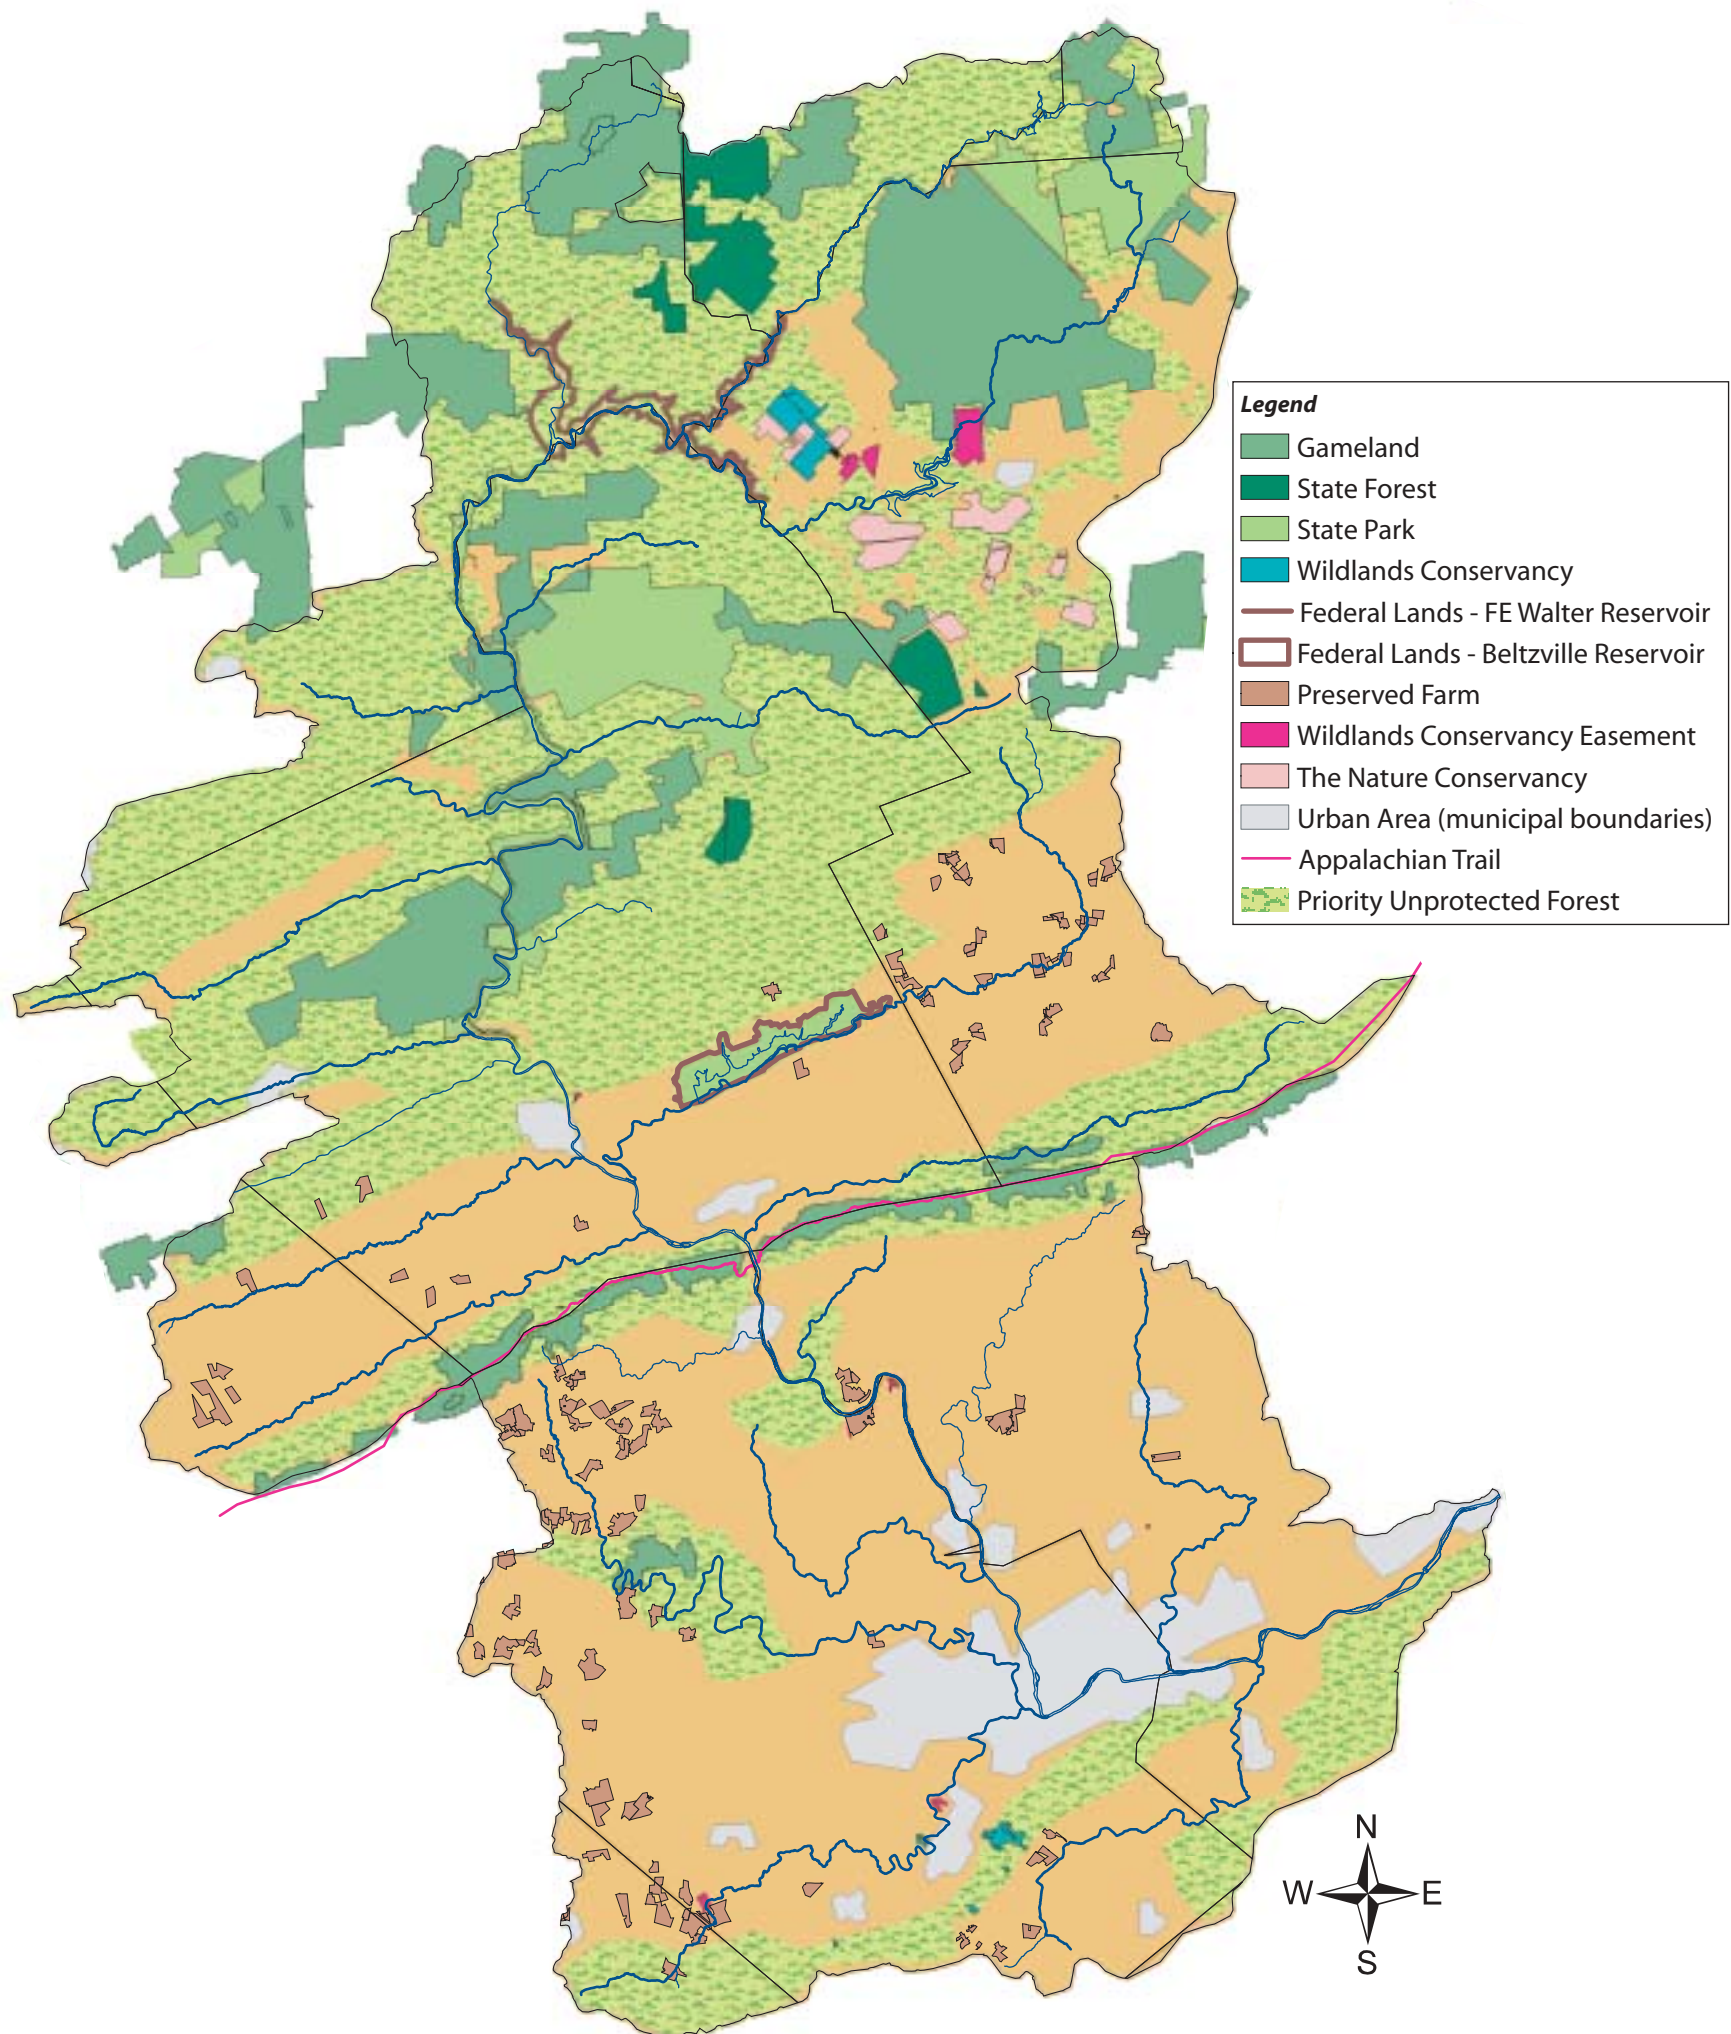 Legend
Gameland
State Forest
State Park
Wildlands Conservancy
Federal Lands - FE Walter Reservoir
Federal Lands - Beltzville Reservoir
Preserved Farm
Wildlands Conservancy Easement
The Nature Conservancy
Urban Area (municipal boundaries)
Appalachian Trail
Priority Unprotected Forest
N
W E
S